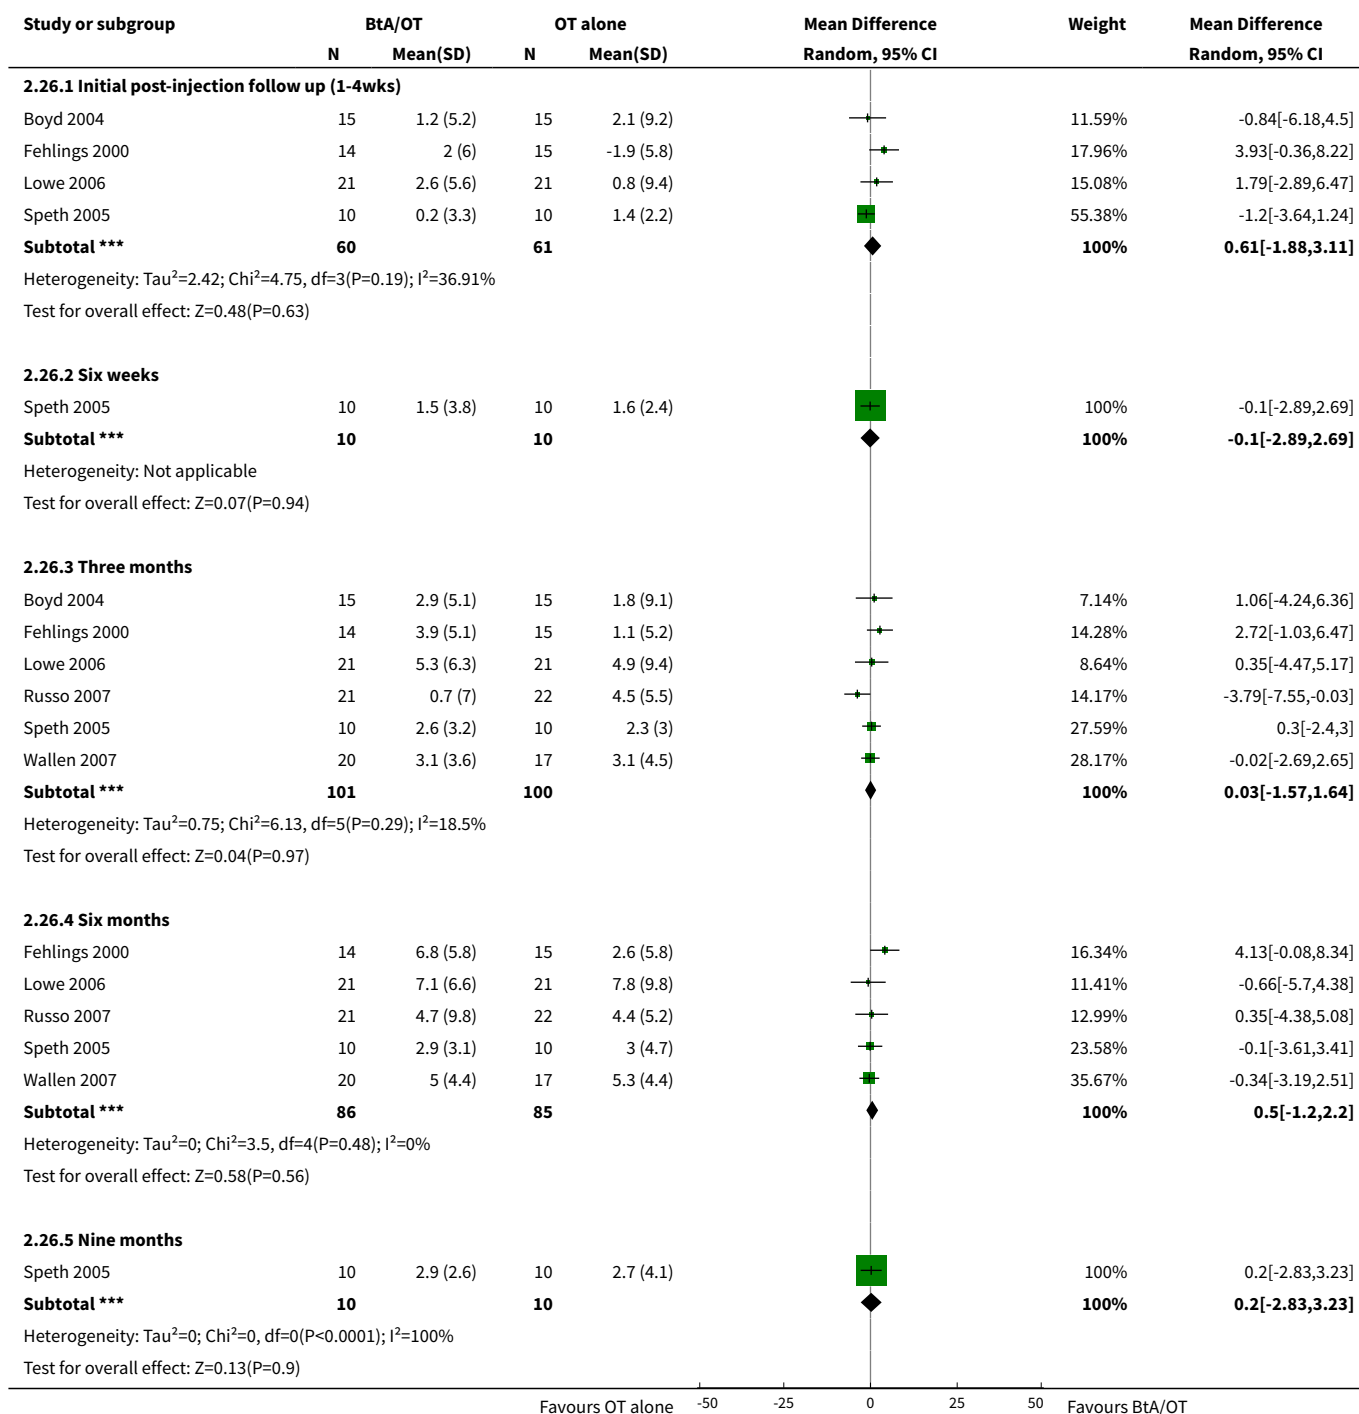 Study or subgroup BtA/OT OT alone Mean Difference Weight Mean Difference
N Mean(SD) N Mean(SD) Random, 95% CI Random, 95% CI
2.26.1 Initial post-injection follow up (1-4wks)
Boyd 2004 15 1.2 (5.2) 15 2.1 (9.2) 11.59% -0.84[-6.18,4.5]
Fehlings 2000 14 2 (6) 15 -1.9 (5.8) 17.96% 3.93[-0.36,8.22]
Lowe 2006 21 2.6 (5.6) 21 0.8 (9.4) 15.08% 1.79[-2.89,6.47]
Speth 2005 10 0.2 (3.3) 10 1.4 (2.2) 55.38% -1.2[-3.64,1.24]
Subtotal *** 60 61 100% 0.61[-1.88,3.11]
Heterogeneity: Tau²=2.42; Chi²=4.75, df=3(P=0.19); I²=36.91%
Test for overall effect: Z=0.48(P=0.63)
2.26.2 Six weeks
Speth 2005 10 1.5 (3.8) 10 1.6 (2.4) 100% -0.1[-2.89,2.69]
Subtotal *** 10 10 100% -0.1[-2.89,2.69]
Heterogeneity: Not applicable
Test for overall effect: Z=0.07(P=0.94)
2.26.3 Three months
Boyd 2004 15 2.9 (5.1) 15 1.8 (9.1) 7.14% 1.06[-4.24,6.36]
Fehlings 2000 14 3.9 (5.1) 15 1.1 (5.2) 14.28% 2.72[-1.03,6.47]
Lowe 2006 21 5.3 (6.3) 21 4.9 (9.4) 8.64% 0.35[-4.47,5.17]
Russo 2007 21 0.7 (7) 22 4.5 (5.5) 14.17% -3.79[-7.55,-0.03]
Speth 2005 10 2.6 (3.2) 10 2.3 (3) 27.59% 0.3[-2.4,3]
Wallen 2007 20 3.1 (3.6) 17 3.1 (4.5) 28.17% -0.02[-2.69,2.65]
Subtotal *** 101 100 100% 0.03[-1.57,1.64]
Heterogeneity: Tau²=0.75; Chi²=6.13, df=5(P=0.29); I²=18.5%
Test for overall effect: Z=0.04(P=0.97)
2.26.4 Six months
Fehlings 2000 14 6.8 (5.8) 15 2.6 (5.8) 16.34% 4.13[-0.08,8.34]
Lowe 2006 21 7.1 (6.6) 21 7.8 (9.8) 11.41% -0.66[-5.7,4.38]
Russo 2007 21 4.7 (9.8) 22 4.4 (5.2) 12.99% 0.35[-4.38,5.08]
Speth 2005 10 2.9 (3.1) 10 3 (4.7) 23.58% -0.1[-3.61,3.41]
Wallen 2007 20 5 (4.4) 17 5.3 (4.4) 35.67% -0.34[-3.19,2.51]
Subtotal *** 86 85 100% 0.5[-1.2,2.2]
Heterogeneity: Tau²=0; Chi²=3.5, df=4(P=0.48); I²=0%
Test for overall effect: Z=0.58(P=0.56)
2.26.5 Nine months
Speth 2005 10 2.9 (2.6) 10 2.7 (4.1) 100% 0.2[-2.83,3.23]
Subtotal *** 10 10 100% 0.2[-2.83,3.23]
Heterogeneity: Tau²=0; Chi²=0, df=0(P<0.0001); I²=100%
Test for overall effect: Z=0.13(P=0.9)
Favours OT alone -50 -25 0 25 50 Favours BtA/OT